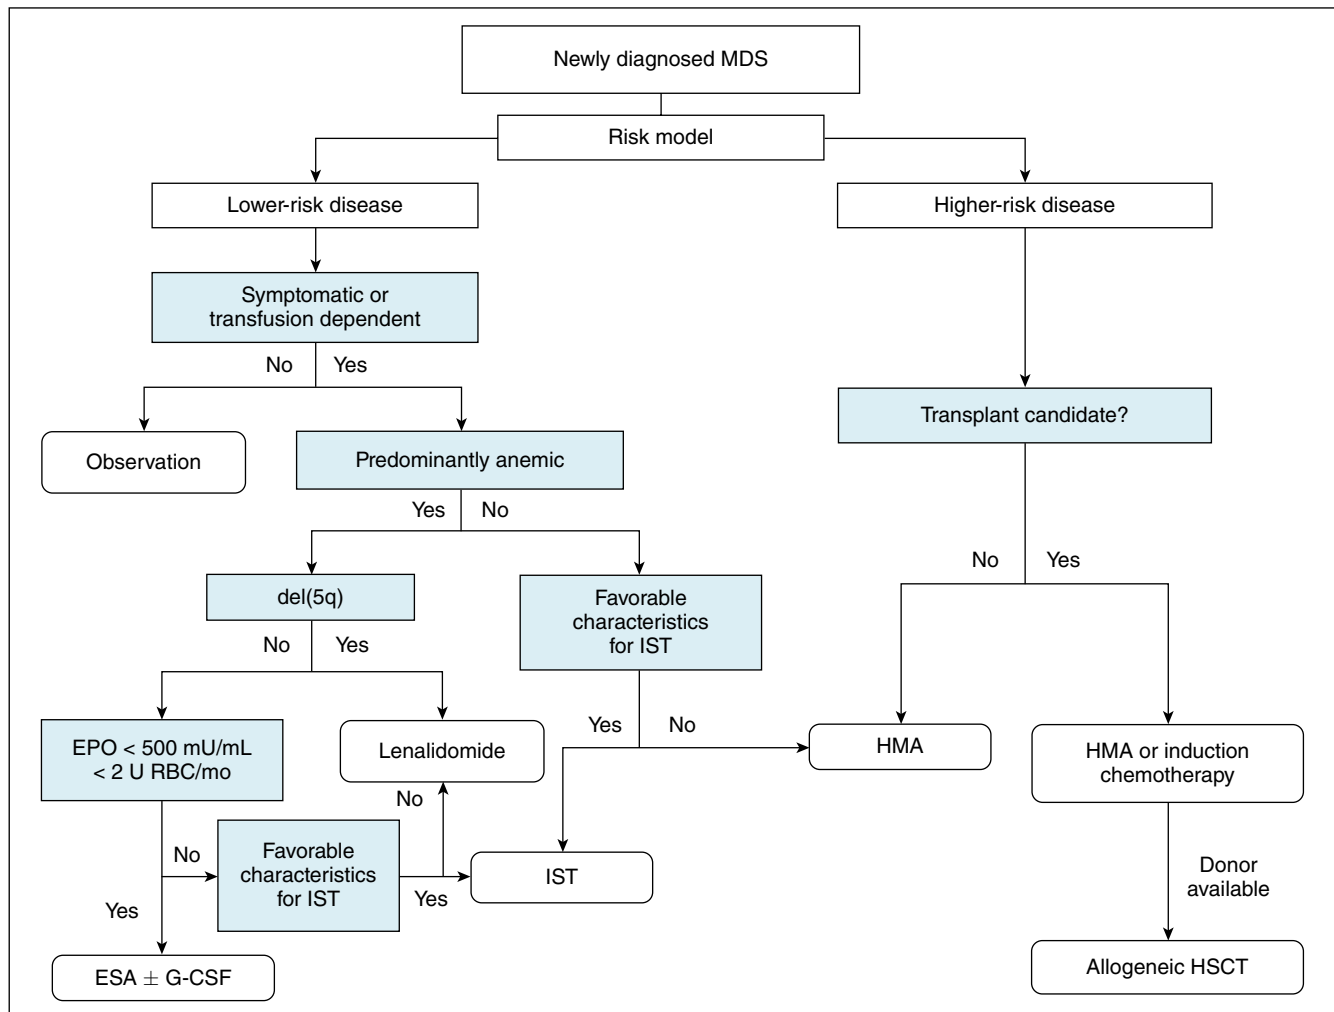 Newly diagnosed MDS
Risk model
Lower-risk disease
Higher-risk disease
Symptomatic or
transfusion dependent
No
Yes
Transplant candidate?
Observation
Predominantly anemic
Yes
No
No
Yes
del(5q)
Favorable
characteristics
for IST
No
Yes
Yes
No
EPO < 500 mU/mL
< 2 U RBC/mo
Lenalidomide
HMA
HMA or induction
chemotherapy
No
No
Favorable
characteristics
for IST
Yes
IST
Donor
available
Yes
ESA ± G-CSF
Allogeneic HSCT